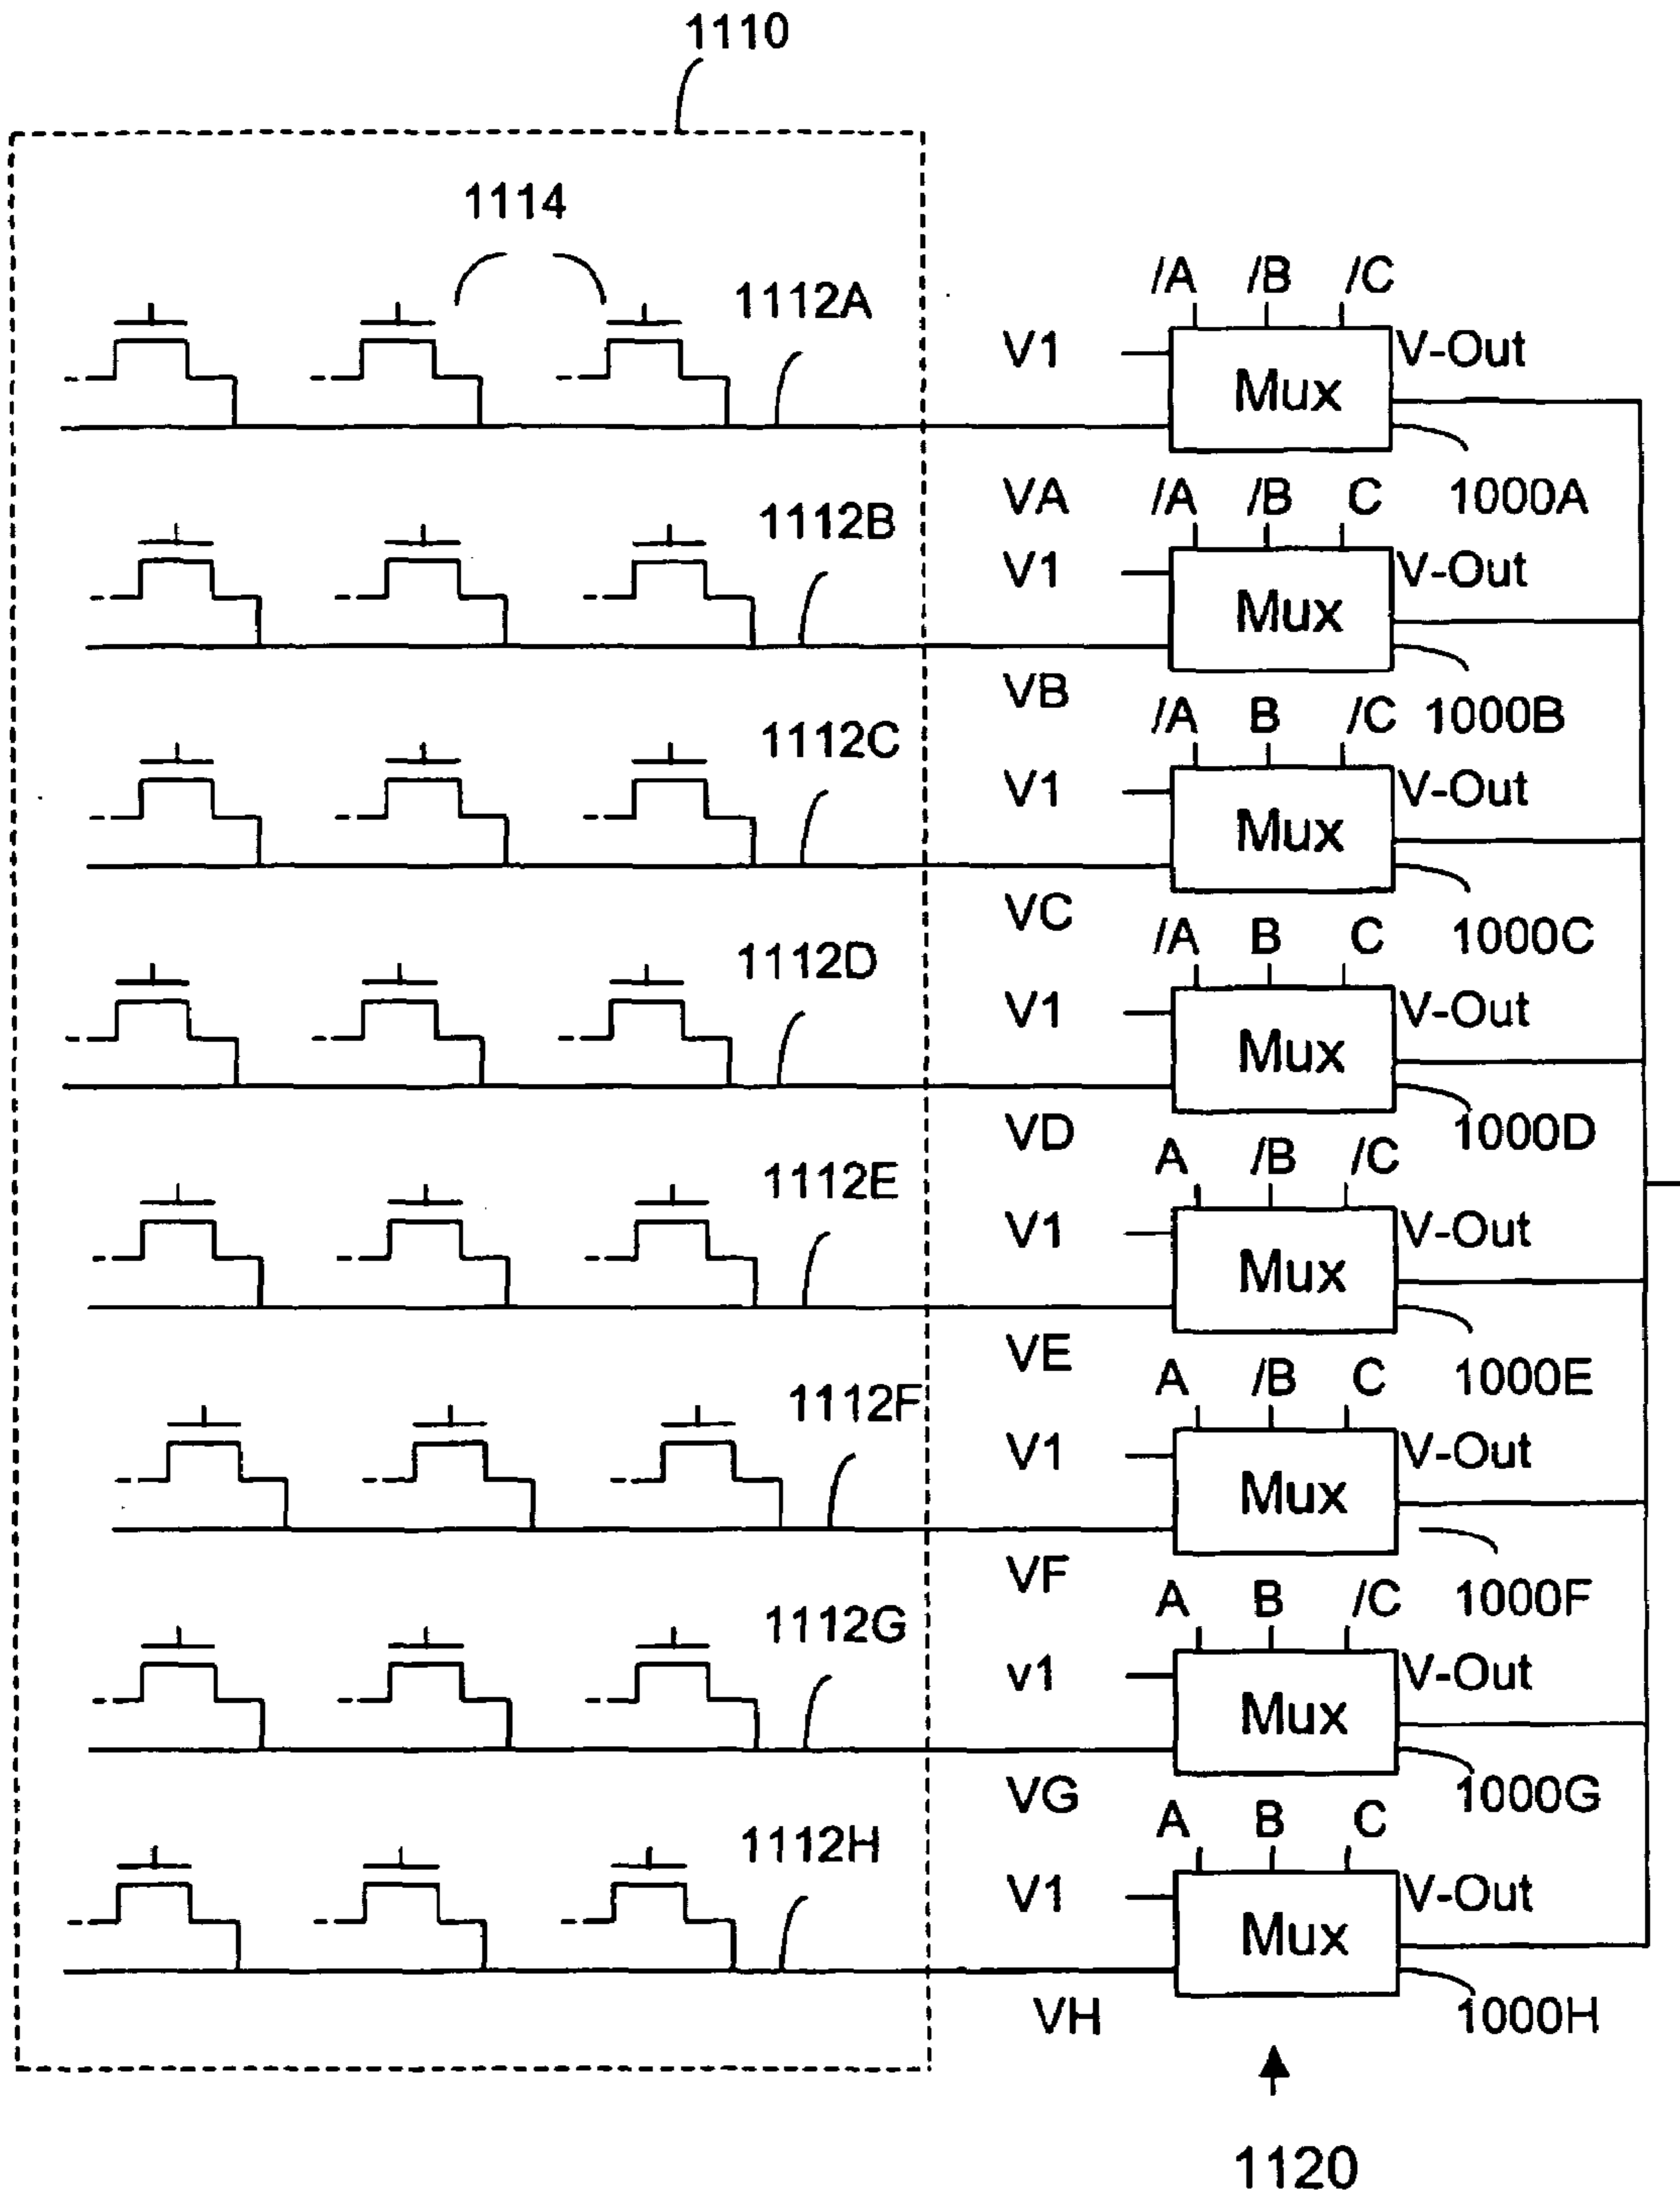 1110
1114
/A /B /C
1112A
V1
V-Out
Mux
VA
/A /B C
1000A
1112B
V1
V-Out
Mux
VB
/A B /C
1000B
1112C
V1
V-Out
Mux
VC
/A B C
1000C
1112D
V1
V-Out
Mux
VD
1000D
A /B /C
1112E
V1
V-Out
Mux
VE
A /B C
1000E
1112F
V1
V-Out
Mux
VF
A B /C
1000F
1112G
v1
V-Out
Mux
VG
1000G
A B C
1112H
V1
V-Out
Mux
VH
1000H
1120